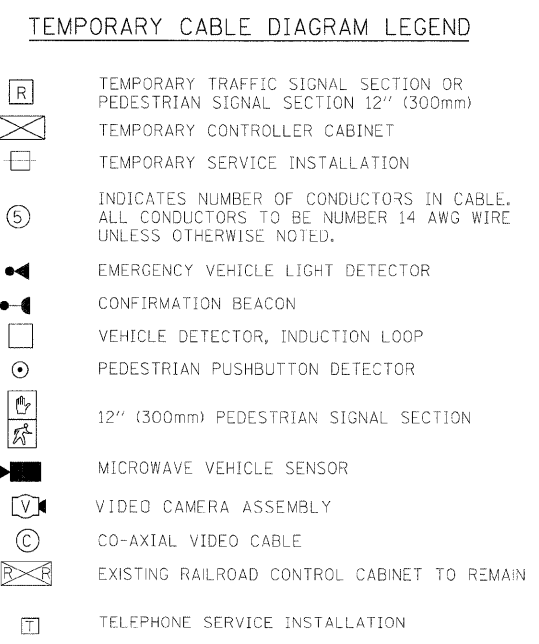 TEMPORARY CABLE DIAGRAM LEGEND
R TEMPORARY TRAFFIC SIGNAL SECTION OR
PEDESTRIAN SIGNAL SECTION 12'' (300mm)
TEMPORARY CONTROLLER CABINET
TEMPORARY SERVICE INSTALLATION
INDICATES NUMBER OF CONDUCTORS IN CABLE.
5 ALL CONDUCTORS TO BE NUMBER 14 AWG WIRE
UNLESS OTHERWISE NOTED.
EMERGENCY VEHICLE LIGHT DETECTOR
CONFIRMATION BEACON
VEHICLE DETECTOR, INDUCTION LOOP
PEDESTRIAN PUSHBUTTON DETECTOR
12'' (300mm) PEDESTRIAN SIGNAL SECTION
MICROWAVE VEHICLE SENSOR
V VIDEO CAMERA ASSEMBLY
C CO-AXIAL VIDEO CABLE
R R EXISTING RAILROAD CONTROL CABINET TO REMAIN
T TELEPHONE SERVICE INSTALLATION